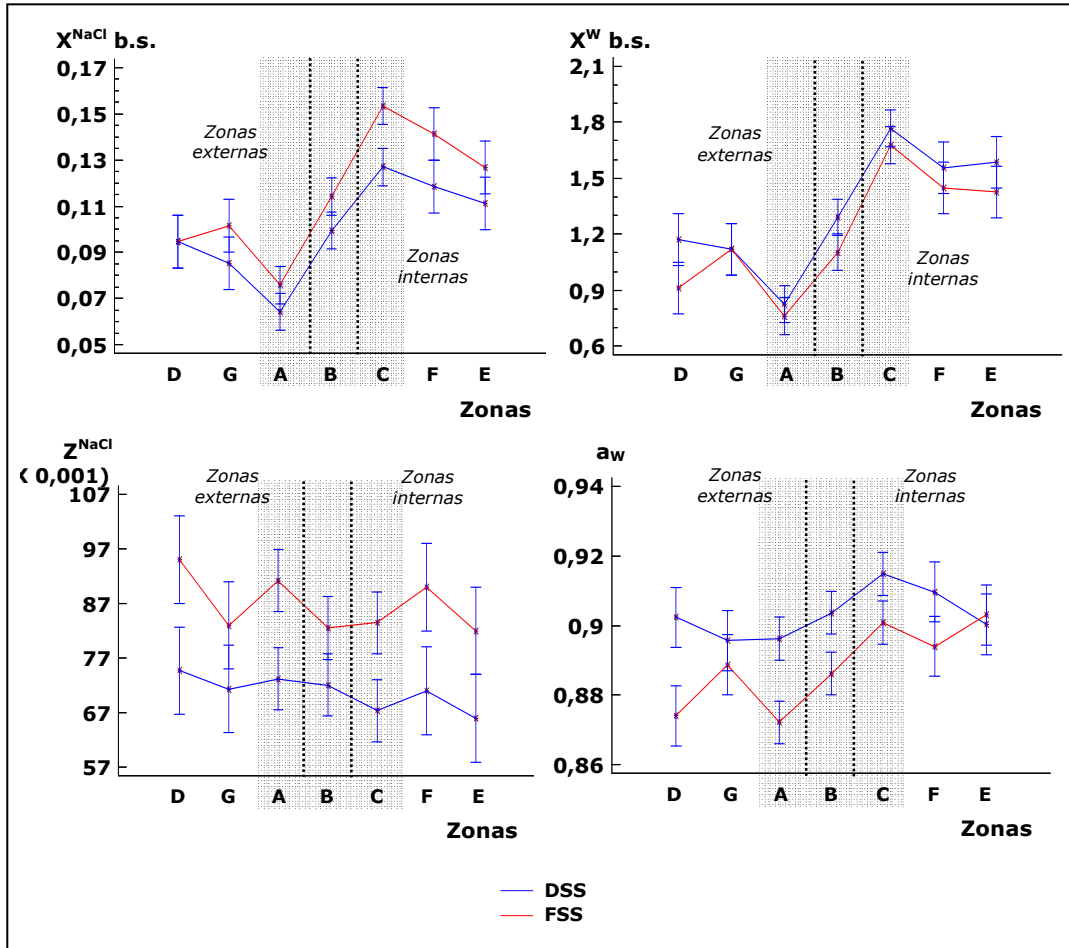 X^NaCl b.s.
0,17
0,15
0,13
0,11
0,09
0,07
0,05
Zonas
externas
Zonas
internas
D G A B C F E
Zonas
X^W b.s.
2,1
1,8
1,5
1,2
0,9
0,6
Zonas
externas
Zonas
internas
D G A B C F E
Zonas
Z^NaCl
X 0,001)
107
97
87
77
67
57
Zonas
externas
Zonas
internas
D G A B C F E
Zonas
a_w
0,94
0,92
0,9
0,88
0,86
Zonas
externas
Zonas
internas
D G A B C F E
Zonas
DSS
FSS